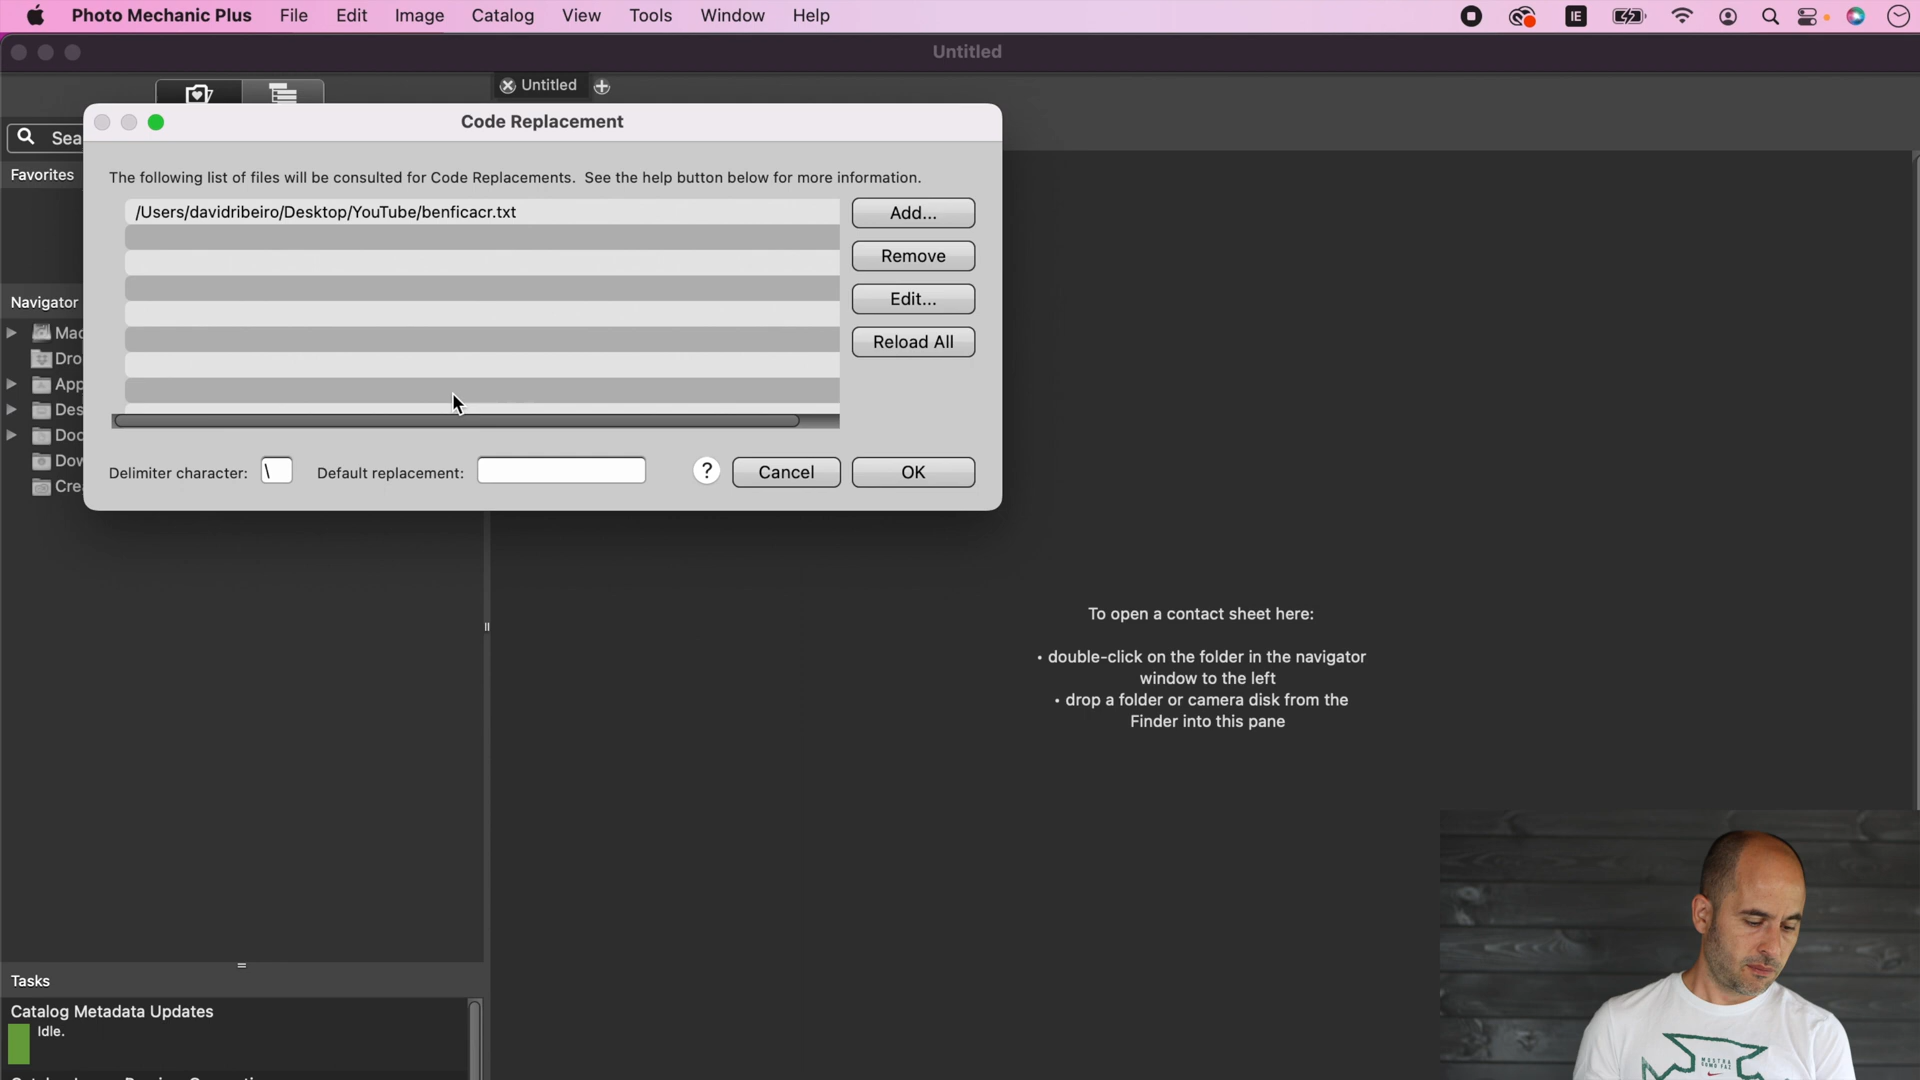 Photo Mechanic Plus File Edit Image Catalog View Tools Window Help
IE
Untitled
Untitled
Sea
Code Replacement
Favorites
The following list of files will be consulted for Code Replacements. See the help button below for more information.
/Users/davidribeiro/Desktop/YouTube/benficacr.txt
Add...
Remove
Edit...
Reload All
Navigator
Mac
Dro
App
Des
Doc
Dow
Crea
Delimiter character: \ Default replacement: ? Cancel OK
To open a contact sheet here:
• double-click on the folder in the navigator
window to the left
• drop a folder or camera disk from the
Finder into this pane
Tasks
Catalog Metadata Updates
Idle.